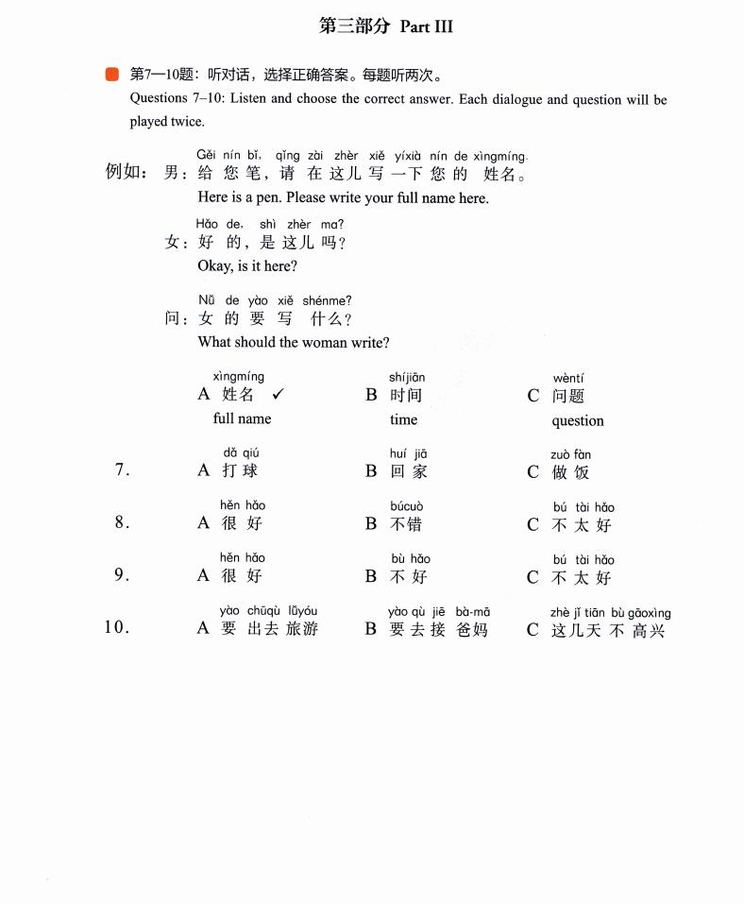 第三部分 Part III
第7—10题：听对话，选择正确答案。每题听两次。
Questions 7–10: Listen and choose the correct answer. Each dialogue and question will be
played twice.
Gěi nín bǐ, qǐng zài zhèr xiě yíxià nín de xìngmíng.
例如：男：给您笔，请在这儿写一下您的姓名。
Here is a pen. Please write your full name here.
Hǎo de, shì zhèr ma?
女：好的，是这儿吗？
Okay, is it here?
Nǚ de yào xiě shénme?
问：女的要写什么？
What should the woman write?
xìngmíng shíjiān wèntí
A 姓名 ✓ B 时间 C 问题
full name time question
dǎ qiú huí jiā zuò fàn
7. A 打球 B 回家 C 做饭
hěn hǎo búcuò bú tài hǎo
8. A 很好 B 不错 C 不太好
hěn hǎo bù hǎo bú tài hǎo
9. A 很好 B 不好 C 不太好
yào chūqù lǚyóu yào qù jiē bà-mā zhè jǐ tiān bù gāoxìng
10. A 要出去旅游 B 要去接爸妈 C 这几天不高兴